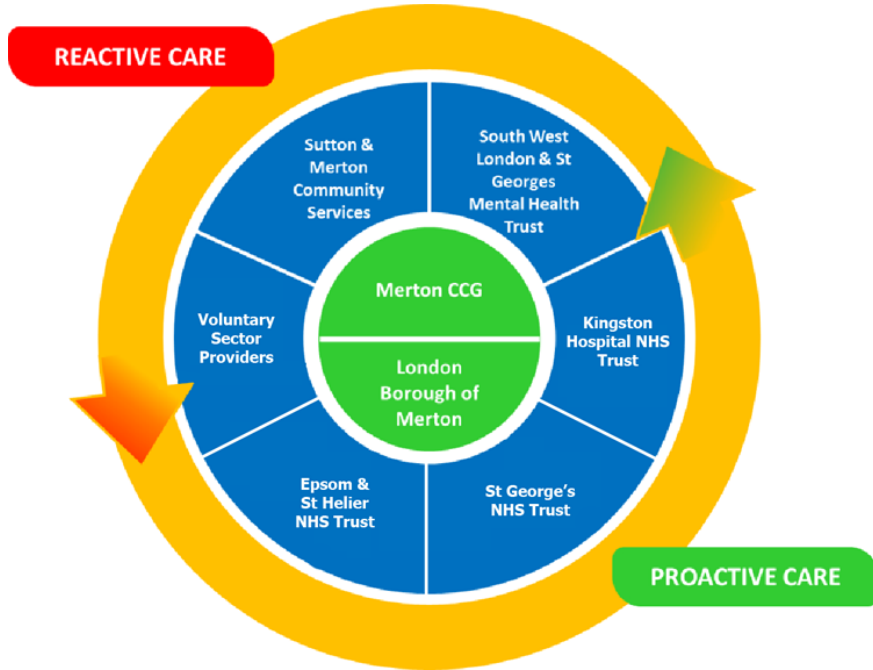 REACTIVE CARE
Sutton &
Merton
Community
Services
South West
London & St
Georges
Mental Health
Trust
Voluntary
Sector
Providers
Merton CCG
Kingston
Hospital NHS
Trust
London
Borough of
Merton
Epsom &
St Helier
NHS Trust
St George’s
NHS Trust
PROACTIVE CARE